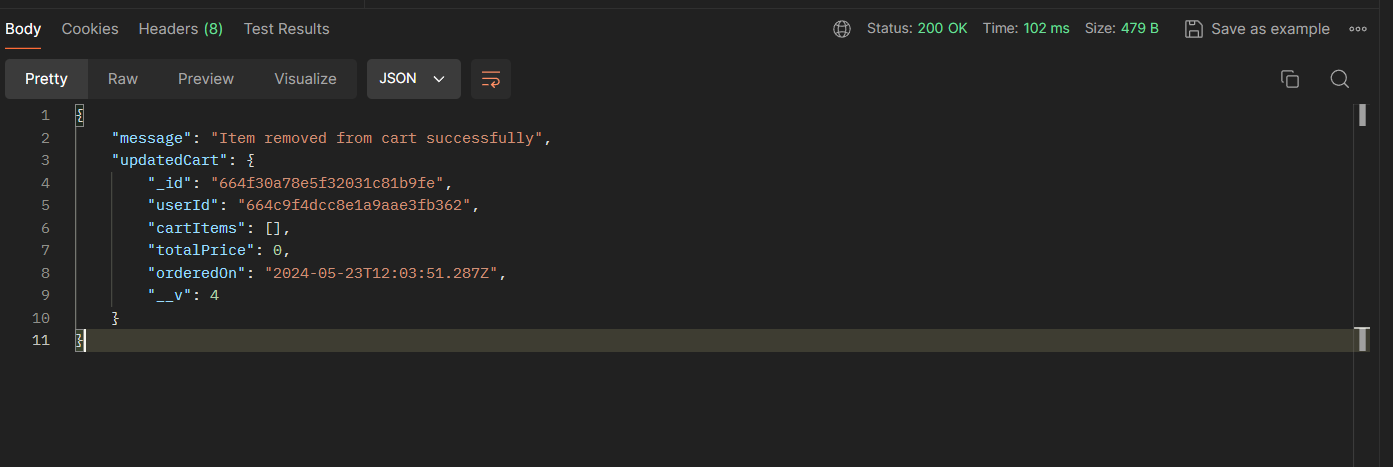 Body Cookies Headers (8) Test Results Status: 200 OK Time: 102 ms Size: 479 B Save as example
Pretty Raw Preview Visualize JSON
1 {
2 "message": "Item removed from cart successfully",
3 "updatedCart": {
4 "_id": "664f30a78e5f32031c81b9fe",
5 "userId": "664c9f4dcc8e1a9aae3fb362",
6 "cartItems": [],
7 "totalPrice": 0,
8 "orderedOn": "2024-05-23T12:03:51.287Z",
9 "__v": 4
10 }
11 }